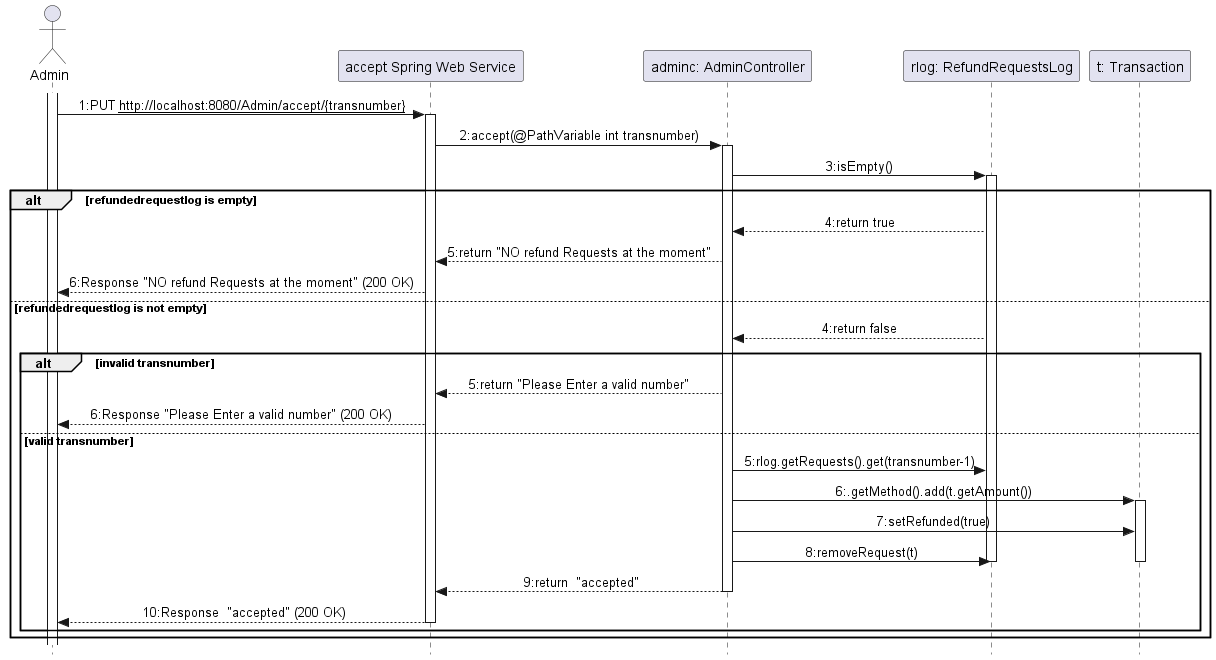 Admin
accept Spring Web Service
adminc: AdminController
rlog: RefundRequestsLog
t: Transaction
1:PUT http://localhost:8080/Admin/accept/{transnumber}
2:accept(@PathVariable int transnumber)
3:isEmpty()
alt [refundedrequestlog is empty]
4:return true
5:return "NO refund Requests at the moment"
6:Response "NO refund Requests at the moment" (200 OK)
[refundedrequestlog is not empty]
4:return false
alt [invalid transnumber]
5:return "Please Enter a valid number"
6:Response "Please Enter a valid number" (200 OK)
[valid transnumber]
5:rlog.getRequests().get(transnumber-1)
6:.getMethod().add(t.getAmount())
7:setRefunded(true)
8:removeRequest(t)
9:return "accepted"
10:Response "accepted" (200 OK)